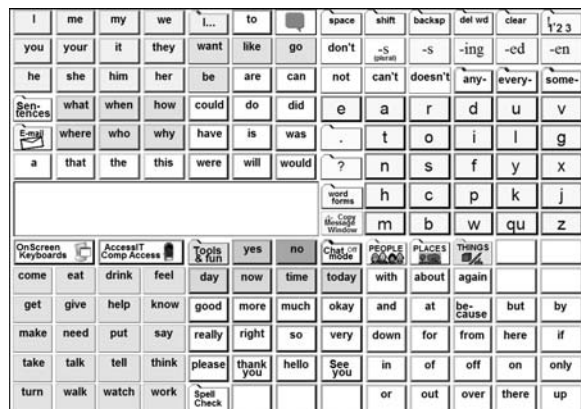 I me my we I... to space shift backsp del wd clear 1'2 3
you your it they want like go don't -s (plural) -s -ing -ed -en
he she him her be are can not can't doesn't any- every- some-
Sen-tences what when how could do did e a r d u v
E-mail where who why have is was . t o i l g
a that the this were will would ? n s f y x
word forms h c p k j
Copy Message Window m b w qu z
OnScreen Keyboards AccessIT Comp Access Tools & fun yes no Chat Off mode PEOPLE PLACES THINGS
come eat drink feel day now time today with about again
get give help know good more much okay and at be-cause but by
make need put say really right so very down for from here if
take talk tell think please thank you hello See you in of off on only
turn walk watch work Spell Check or out over there up